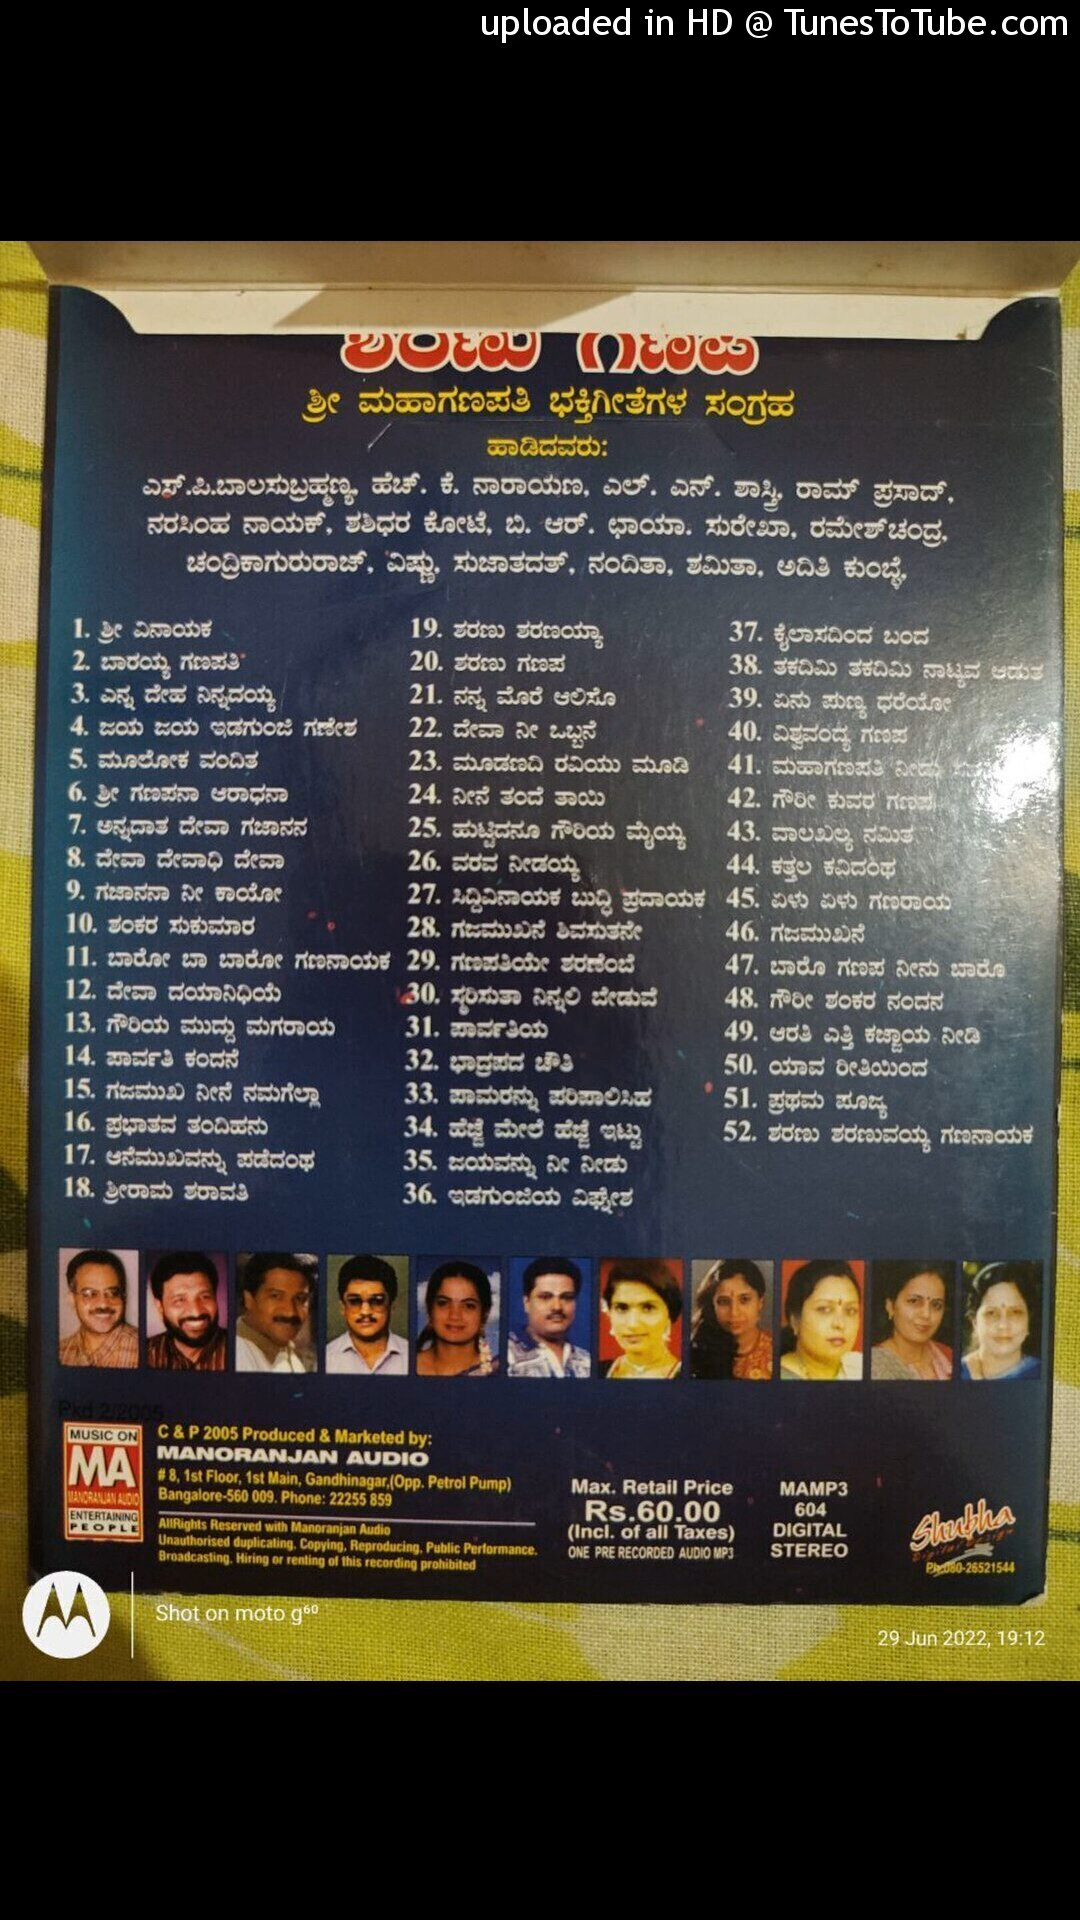 uploaded in HD @ TunesToTube.com
ಶರಣು ಗಣಪ
ಶ್ರೀ ಮಹಾಗಣಪತಿ ಭಕ್ತಿಗೀತೆಗಳ ಸಂಗ್ರಹ
ಹಾಡಿದವರು:
ಎಸ್.ಪಿ.ಬಾಲಸುಬ್ರಹ್ಮಣ್ಯ, ಹೆಚ್. ಕೆ. ನಾರಾಯಣ, ಎಲ್. ಎನ್. ಶಾಸ್ತ್ರಿ, ರಾಮ್ ಪ್ರಸಾದ್,
ನರಸಿಂಹ ನಾಯಕ್, ಶಶಿಧರ ಕೋಟೆ, ಬಿ. ಆರ್. ಛಾಯಾ. ಸುರೇಖಾ, ರಮೇಶ್‌ಚಂದ್ರ,
ಚಂದ್ರಿಕಾಗುರುರಾಜ್, ವಿಷ್ಣು, ಸುಜಾತದತ್, ನಂದಿತಾ, ಶಮಿತಾ, ಅದಿತಿ ಕುಂಬ್ಳೆ,
1. ಶ್ರೀ ವಿನಾಯಕ
2. ಬಾರಯ್ಯ ಗಣಪತಿ
3. ಎನ್ನ ದೇಹ ನಿನ್ನದಯ್ಯ
4. ಜಯ ಜಯ ಇಡಗುಂಜಿ ಗಣೇಶ
5. ಮೂಲೋಕ ವಂದಿತ
6. ಶ್ರೀ ಗಣಪನಾ ಆರಾಧನಾ
7. ಅನ್ನದಾತ ದೇವಾ ಗಜಾನನ
8. ದೇವಾ ದೇವಾಧಿ ದೇವಾ
9. ಗಜಾನನಾ ನೀ ಕಾಯೋ
10. ಶಂಕರ ಸುಕುಮಾರ
11. ಬಾರೋ ಬಾ ಬಾರೋ ಗಣನಾಯಕ
12. ದೇವಾ ದಯಾನಿಧಿಯೆ
13. ಗೌರಿಯ ಮುದ್ದು ಮಗರಾಯ
14. ಪಾರ್ವತಿ ಕಂದನೆ
15. ಗಜಮುಖ ನೀನೆ ನಮಗೆಲ್ಲಾ
16. ಪ್ರಭಾತವ ತಂದಿಹನು
17. ಆನೆಮುಖವನ್ನು ಪಡೆದಂಥ
18. ಶ್ರೀರಾಮ ಶರಾವತಿ
19. ಶರಣು ಶರಣಯ್ಯಾ
20. ಶರಣು ಗಣಪ
21. ನನ್ನ ಮೊರೆ ಆಲಿಸೊ
22. ದೇವಾ ನೀ ಒಬ್ಬನೆ
23. ಮೂಡಣದಿ ರವಿಯು ಮೂಡಿ
24. ನೀನೆ ತಂದೆ ತಾಯಿ
25. ಹುಟ್ಟಿದನೂ ಗೌರಿಯ ಮೈಯ್ಯ
26. ವರವ ನೀಡಯ್ಯ
27. ಸಿದ್ದಿವಿನಾಯಕ ಬುದ್ಧಿ ಪ್ರದಾಯಕ
28. ಗಜಮುಖನೆ ಶಿವಸುತನೇ
29. ಗಣಪತಿಯೇ ಶರಣೆಂಬೆ
30. ಸ್ಮರಿಸುತಾ ನಿನ್ನಲಿ ಬೇಡುವೆ
31. ಪಾರ್ವತಿಯ
32. ಭಾದ್ರಪದ ಚೌತಿ
33. ಪಾಮರನ್ನು ಪರಿಪಾಲಿಸಿಹ
34. ಹೆಜ್ಜೆ ಮೇಲೆ ಹೆಜ್ಜೆ ಇಟ್ಟು
35. ಜಯವನ್ನು ನೀ ನೀಡು
36. ಇಡಗುಂಜಿಯ ವಿಘ್ನೇಶ
37. ಕೈಲಾಸದಿಂದ ಬಂದ
38. ತಕದಿಮಿ ತಕದಿಮಿ ನಾಟ್ಯವ ಆಡುತ
39. ಏನು ಪುಣ್ಯ ಧರೆಯೋ
40. ವಿಶ್ವವಂದ್ಯ ಗಣಪ
41. ಮಹಾಗಣಪತಿ ನೀಡು
42. ಗೌರೀ ಕುವರ ಗಣಪ
43. ವಾಲಖಿಲ್ಯ ನಮಿತ
44. ಕತ್ತಲ ಕವಿದಂಥ
45. ಏಳು ಏಳು ಗಣರಾಯ
46. ಗಜಮುಖನೆ
47. ಬಾರೊ ಗಣಪ ನೀನು ಬಾರೊ
48. ಗೌರೀ ಶಂಕರ ನಂದನ
49. ಆರತಿ ಎತ್ತಿ ಕಜ್ಜಾಯ ನೀಡಿ
50. ಯಾವ ರೀತಿಯಿಂದ
51. ಪ್ರಥಮ ಪೂಜ್ಯ
52. ಶರಣು ಶರಣುವಯ್ಯ ಗಣನಾಯಕ
Pkd 2/2005
MUSIC ON
MA
MANORANJAN AUDIO
ENTERTAINING
PEOPLE
C & P 2005 Produced & Marketed by:
MANORANJAN AUDIO
# 8, 1st Floor, 1st Main, Gandhinagar,(Opp. Petrol Pump)
Bangalore-560 009. Phone: 22255 859
AllRights Reserved with Manoranjan Audio
Unauthorised duplicating, Copying, Reproducing, Public Performance.
Broadcasting. Hiring or renting of this recording prohibited
Max. Retail Price
Rs.60.00
(Incl. of all Taxes)
ONE PRE RECORDED AUDIO MP3
MAMP3
604
DIGITAL
STEREO
Shubha
Ph:080-26521544
Shot on moto g⁶⁰
29 Jun 2022, 19:12